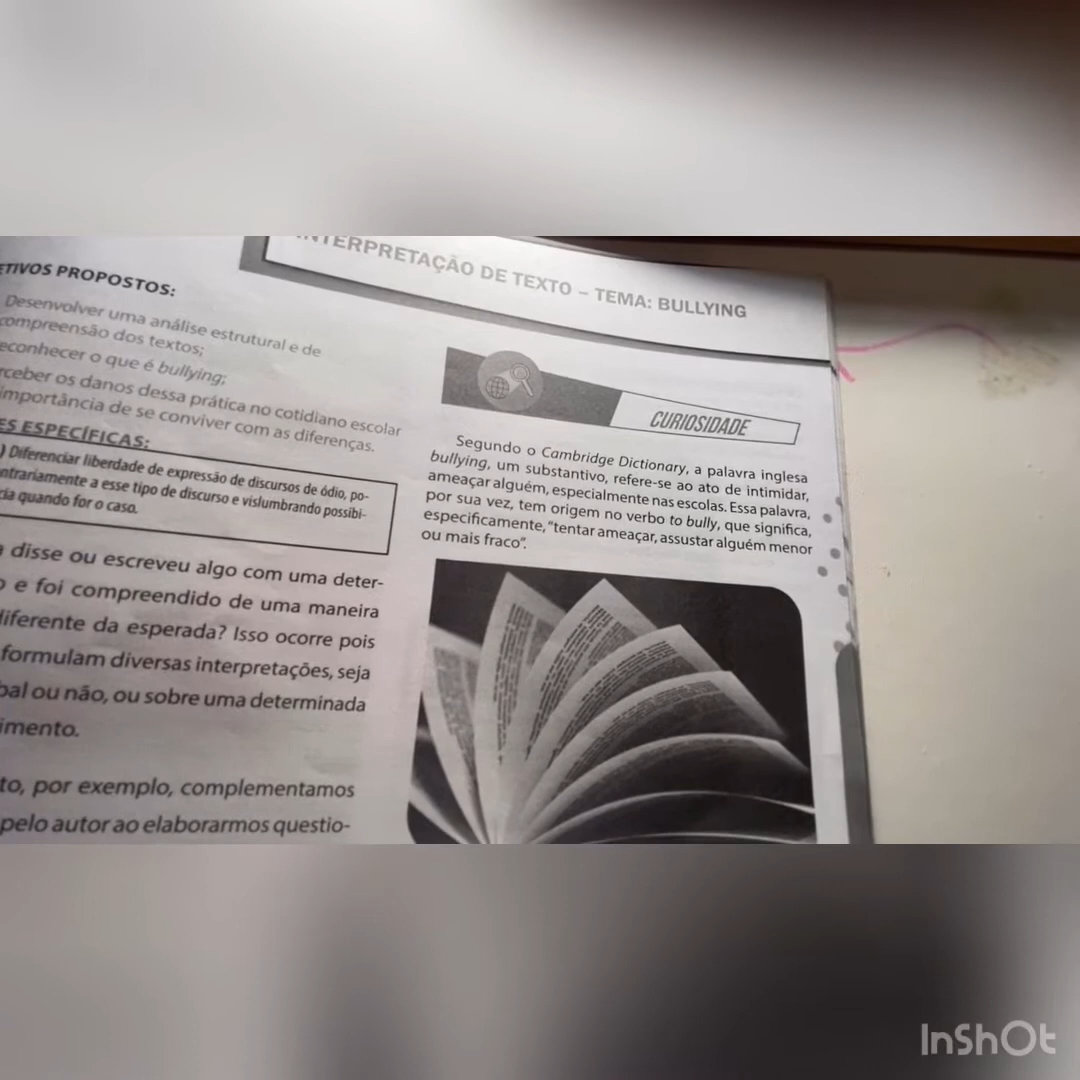 INTERPRETAÇÃO DE TEXTO – TEMA: BULLYING
ETIVOS PROPOSTOS:
Desenvolver uma análise estrutural e de
compreensão dos textos;
econhecer o que é bullying;
rceber os danos dessa prática no cotidiano escolar
importância de se conviver com as diferenças.
ES ESPECÍFICAS:
) Diferenciar liberdade de expressão de discursos de ódio, po-
ntrariamente a esse tipo de discurso e vislumbrando possibi-
cia quando for o caso.
a disse ou escreveu algo com uma deter-
o e foi compreendido de uma maneira
diferente da esperada? Isso ocorre pois
formulam diversas interpretações, seja
bal ou não, ou sobre uma determinada
imento.
to, por exemplo, complementamos
pelo autor ao elaborarmos questio-
CURIOSIDADE
Segundo o Cambridge Dictionary, a palavra inglesa
bullying, um substantivo, refere-se ao ato de intimidar,
ameaçar alguém, especialmente nas escolas. Essa palavra,
por sua vez, tem origem no verbo to bully, que significa,
especificamente, “tentar ameaçar, assustar alguém menor
ou mais fraco”.
InShOt